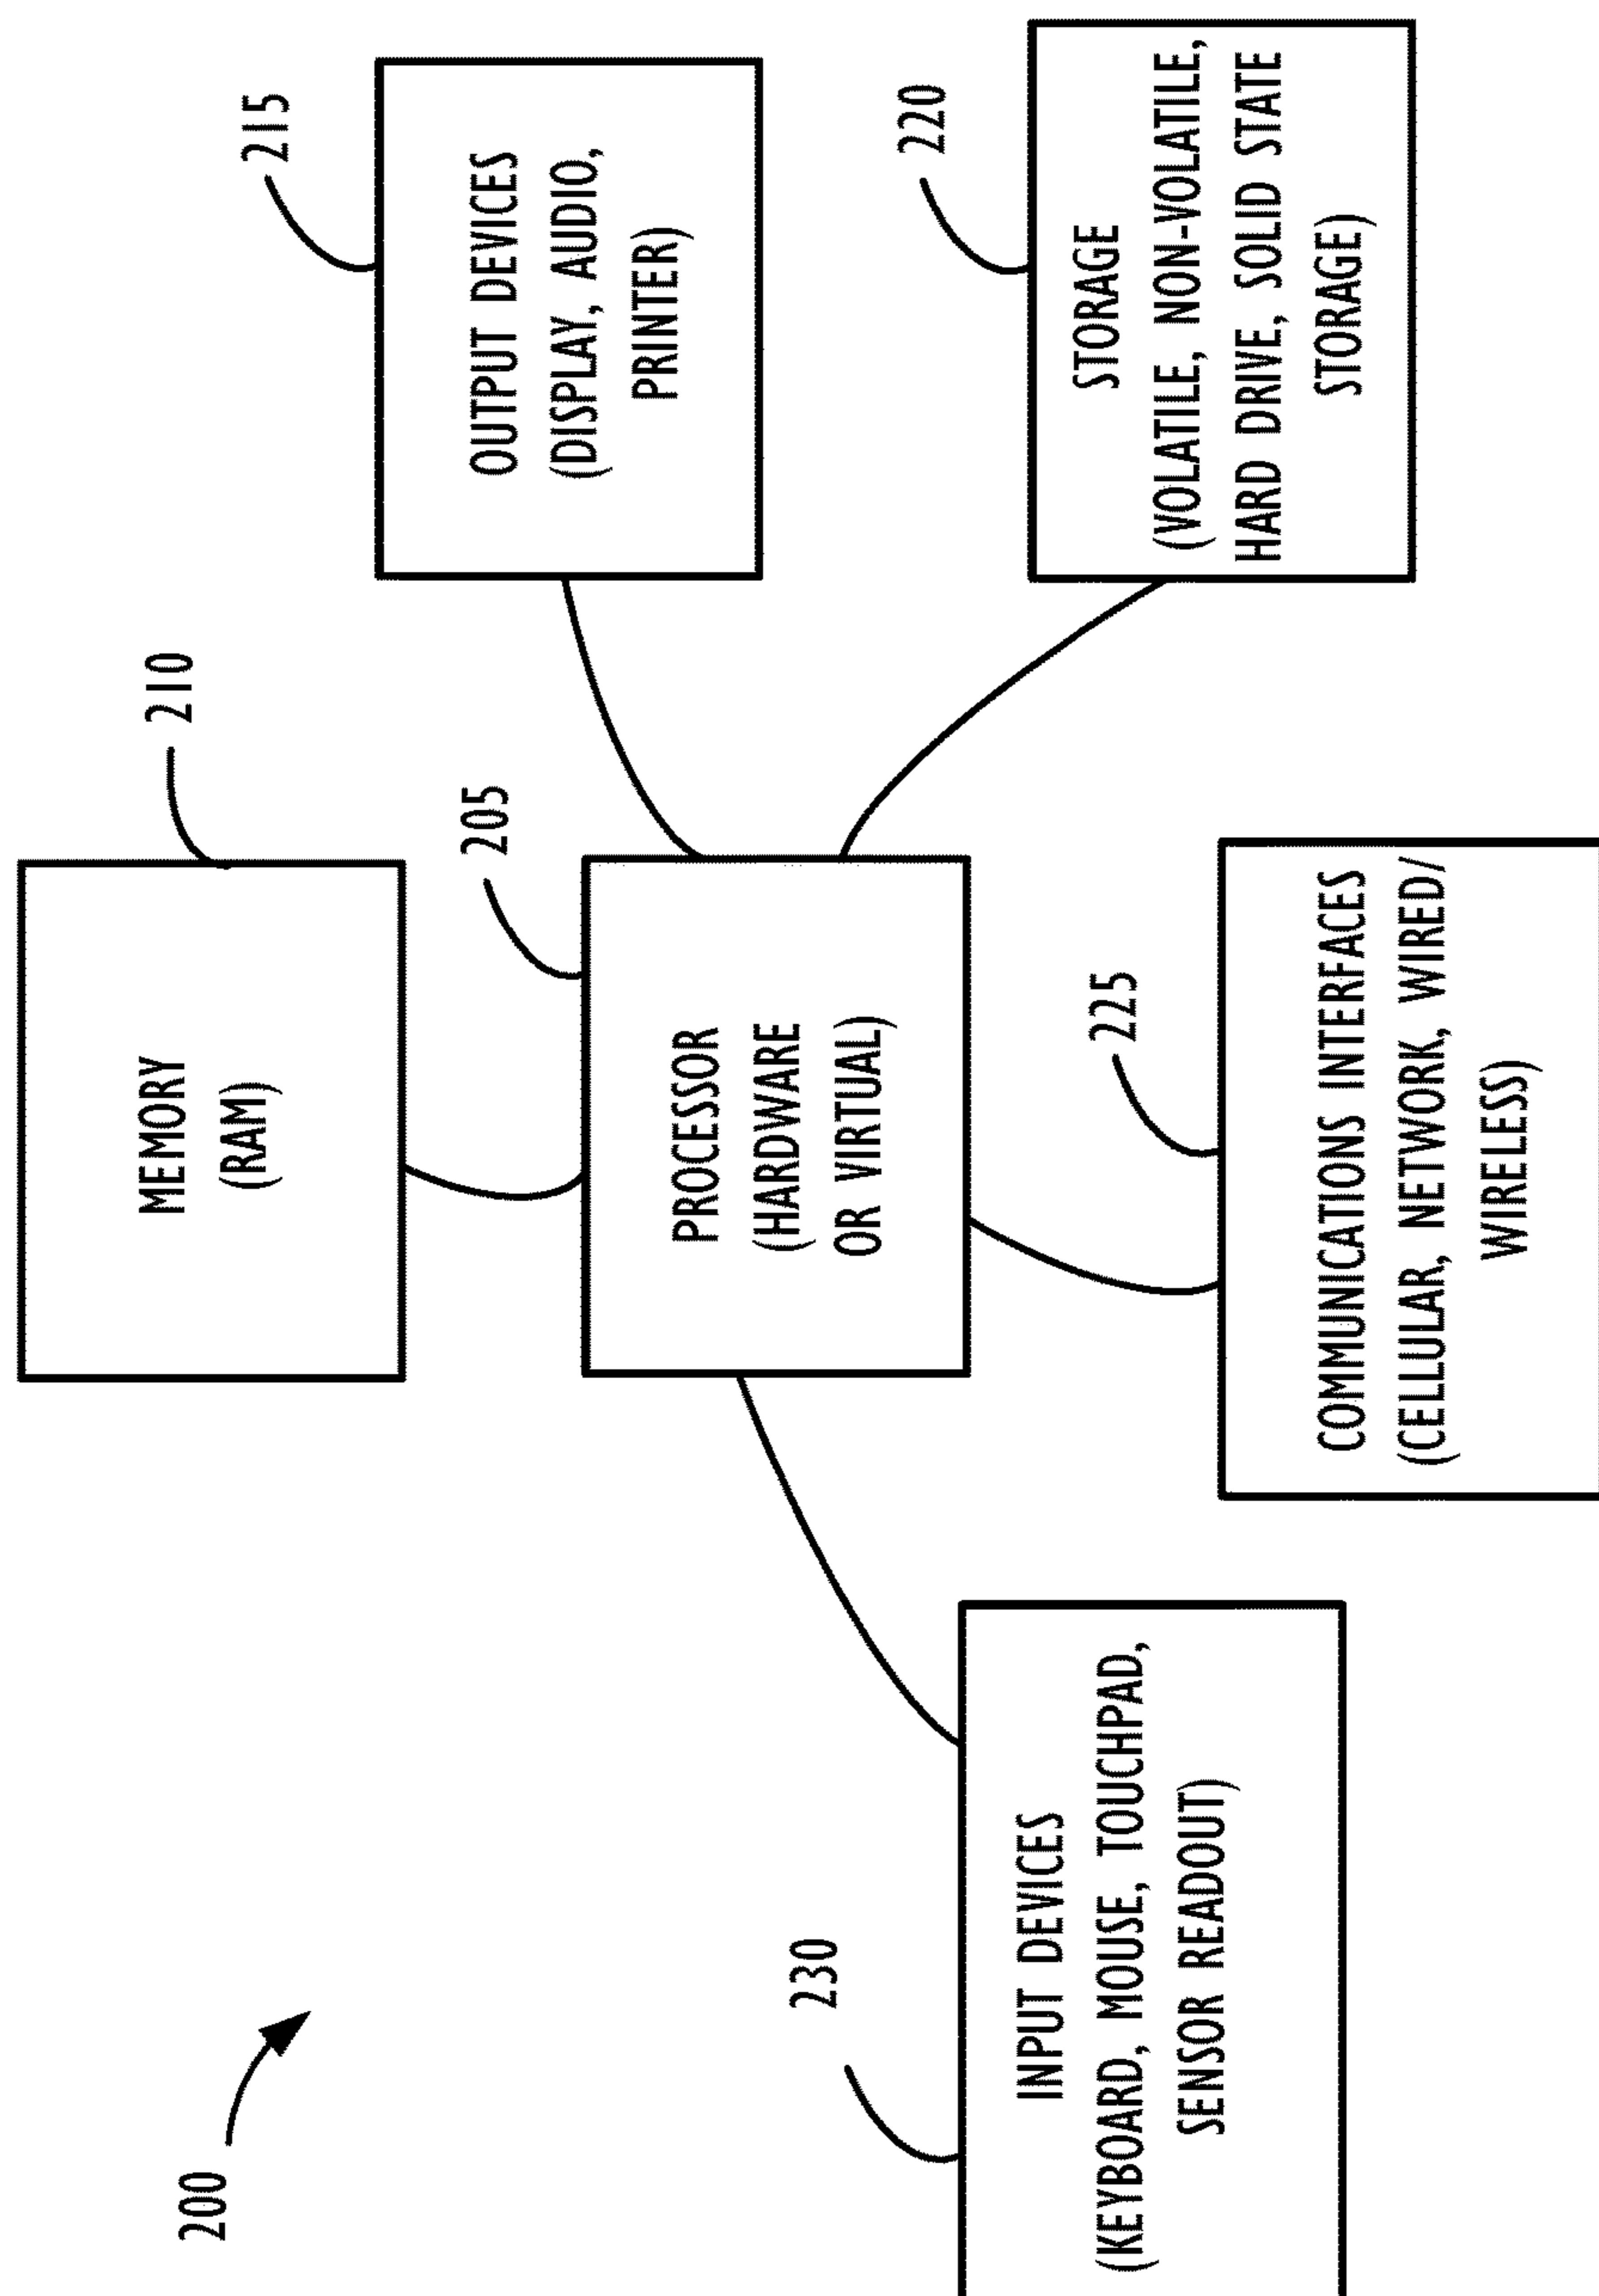 200
210
MEMORY
(RAM)
215
OUTPUT DEVICES
(DISPLAY, AUDIO,
PRINTER)
205
PROCESSOR
(HARDWARE
OR VIRTUAL)
220
STORAGE
(VOLATILE, NON-VOLATILE,
HARD DRIVE, SOLID STATE
STORAGE)
230
INPUT DEVICES
(KEYBOARD, MOUSE, TOUCHPAD,
SENSOR READOUT)
225
COMMUNICATIONS INTERFACES
(CELLULAR, NETWORK, WIRED/
WIRELESS)